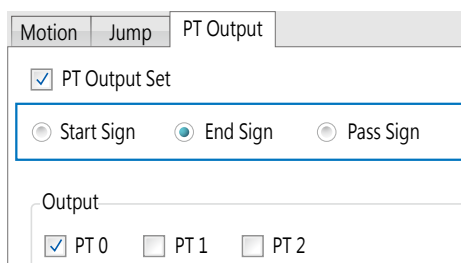 Motion Jump PT Output
PT Output Set
Start Sign End Sign Pass Sign
Output
PT 0 PT 1 PT 2